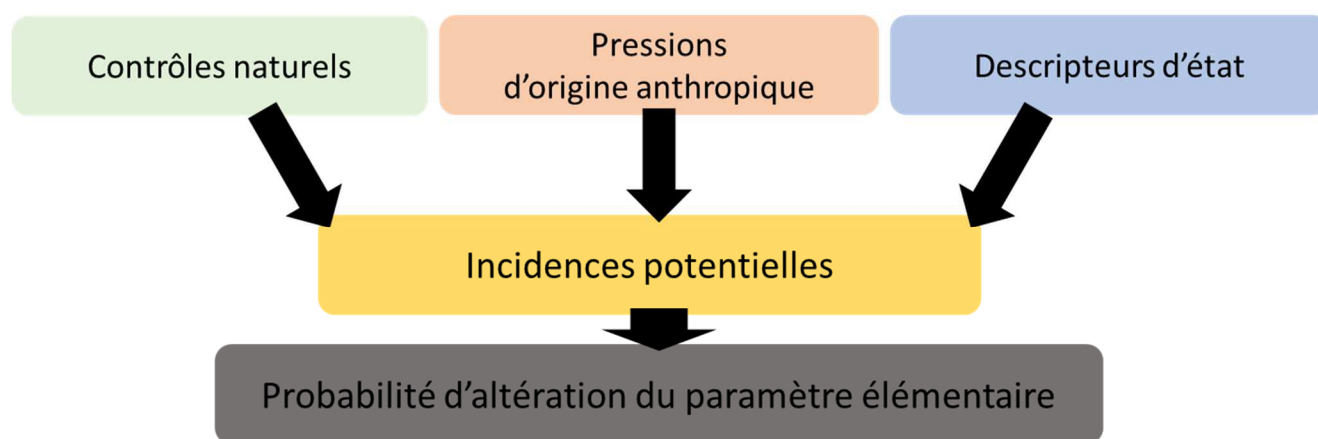 Contrôles naturels
Pressions
d’origine anthropique
Descripteurs d’état
Incidences potentielles
Probabilité d’altération du paramètre élémentaire